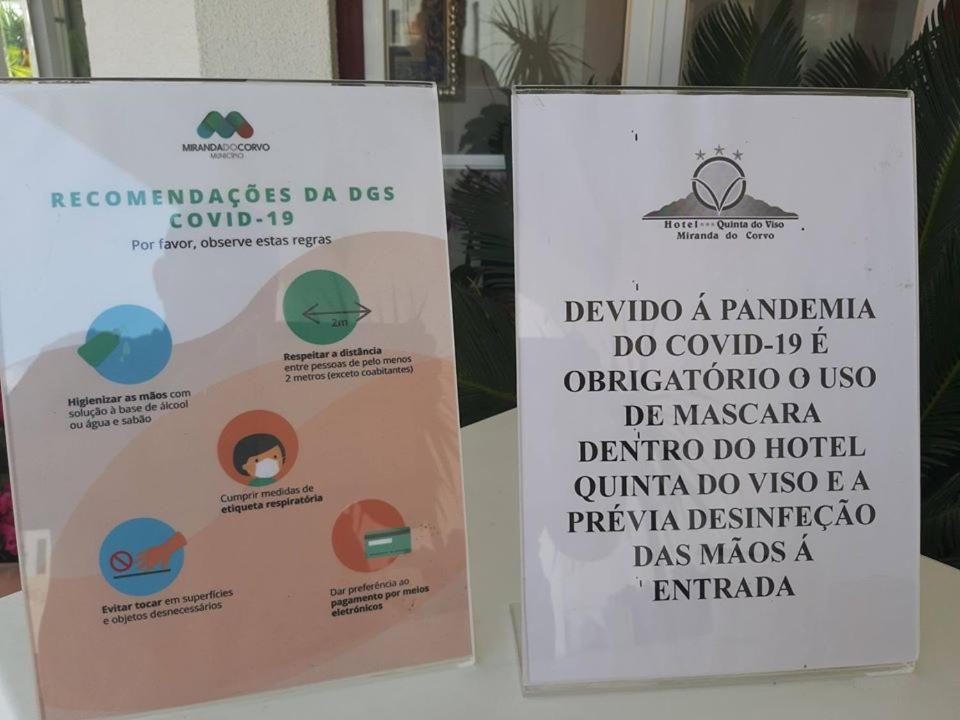 MIRANDADOCORVO
MUNICÍPIO
RECOMENDAÇÕES DA DGS
COVID-19
Por favor, observe estas regras
Higienizar as mãos com
solução à base de álcool
ou água e sabão
2m
Respeitar a distância
entre pessoas de pelo menos
2 metros (exceto coabitantes)
Cumprir medidas de
etiqueta respiratória
Evitar tocar em superfícies
e objetos desnecessários
Dar preferência ao
pagamento por meios
eletrónicos
Hotel*** Quinta do Viso
Miranda do Corvo
DEVIDO Á PANDEMIA
DO COVID-19 É
OBRIGATÓRIO O USO
DE MASCARA
DENTRO DO HOTEL
QUINTA DO VISO E A
PRÉVIA DESINFEÇÃO
DAS MÃOS Á
ENTRADA